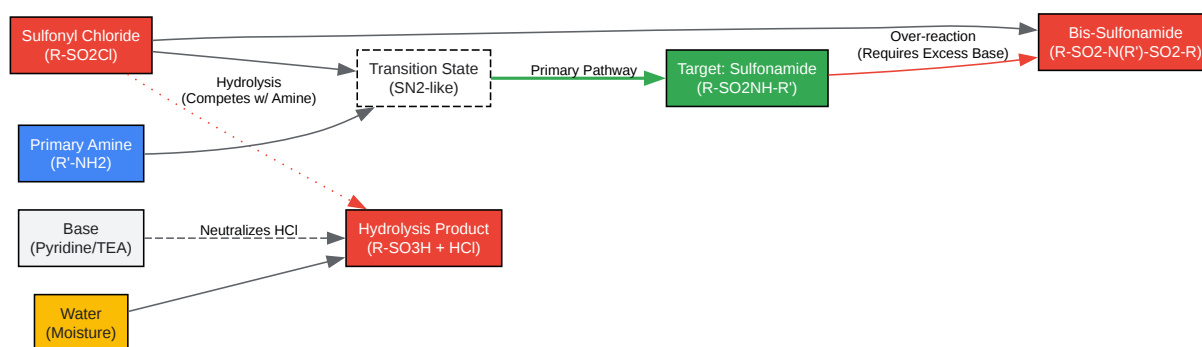 Sulfonyl Chloride
(R-SO2Cl)
Hydrolysis
(Competes w/ Amine)
Transition State
(SN2-like)
Primary Pathway
Target: Sulfonamide
(R-SO2NH-R')
Over-reaction
(Requires Excess Base)
Bis-Sulfonamide
(R-SO2-N(R')-SO2-R)
Primary Amine
(R'-NH2)
Base
(Pyridine/TEA)
Neutralizes HCl
Hydrolysis Product
(R-SO3H + HCl)
Water
(Moisture)